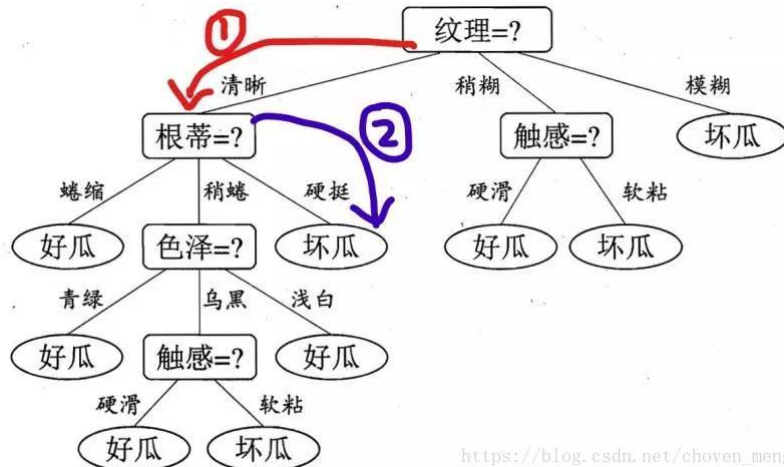 ① 纹理=?
清晰 稍糊 模糊
根蒂=? ② 触感=? 坏瓜
蜷缩 稍蜷 硬挺 硬滑 软粘
好瓜 色泽=? 坏瓜 好瓜 坏瓜
青绿 乌黑 浅白
好瓜 触感=? 好瓜
硬滑 软粘
好瓜 坏瓜
https://blog.csdn.net/choven_meng